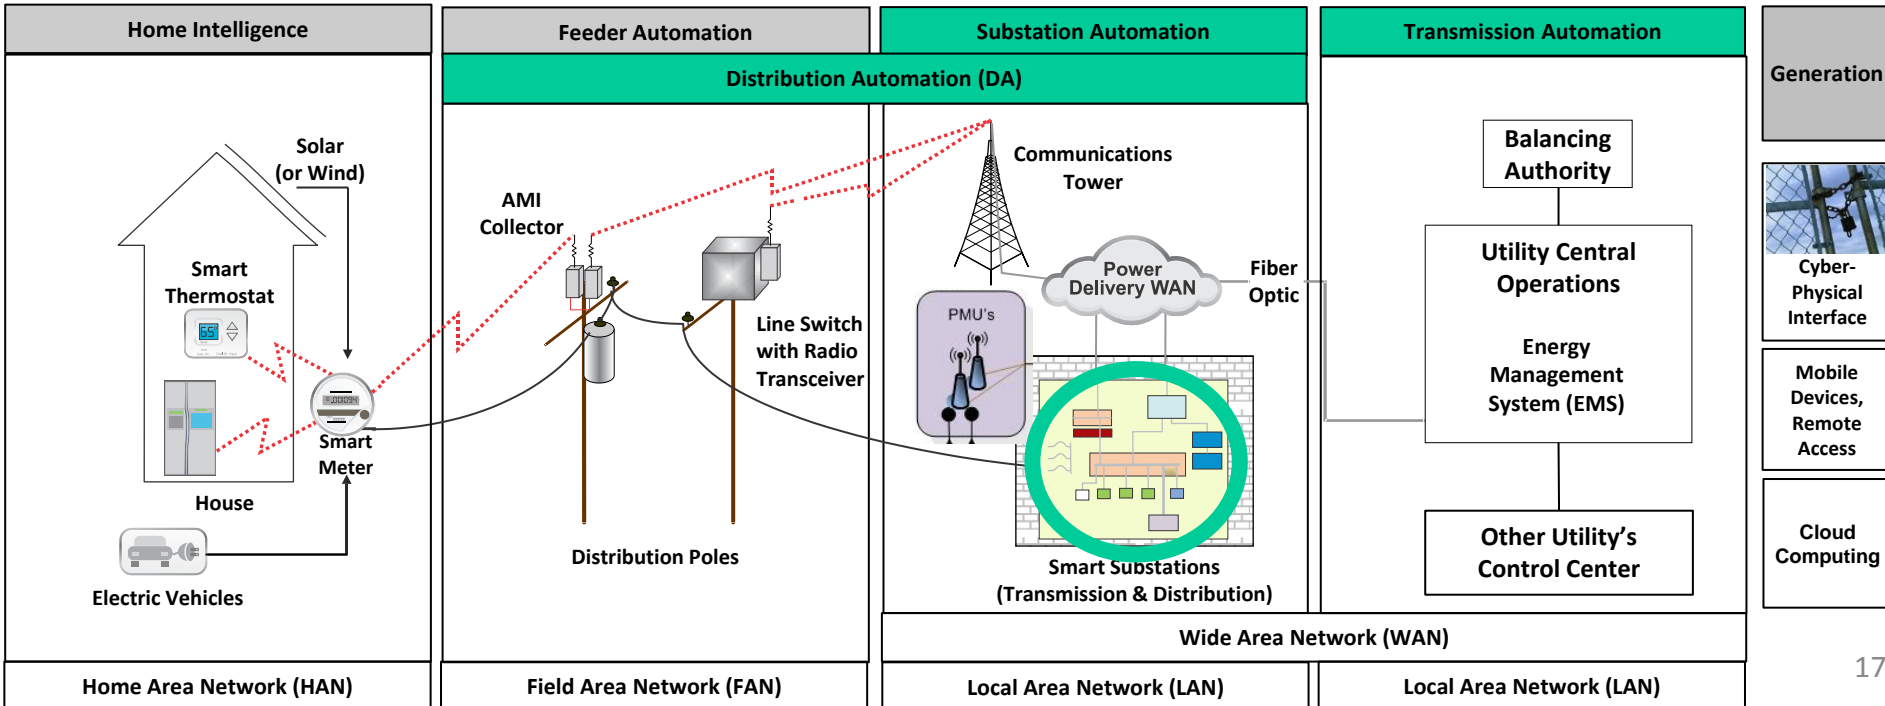 Home Intelligence
Feeder Automation
Substation Automation
Transmission Automation
Generation
Distribution Automation (DA)
Solar
(or Wind)
Smart
Thermostat
65°
Smart
Meter
House
Electric Vehicles
AMI
Collector
Line Switch
with Radio
Transceiver
Distribution Poles
Communications
Tower
Power
Delivery WAN
Fiber
Optic
PMU's
Smart Substations
(Transmission & Distribution)
Balancing
Authority
Utility Central
Operations
Energy
Management
System (EMS)
Other Utility’s
Control Center
Cyber-
Physical
Interface
Mobile
Devices,
Remote
Access
Cloud
Computing
Wide Area Network (WAN)
Home Area Network (HAN)
Field Area Network (FAN)
Local Area Network (LAN)
Local Area Network (LAN)
17